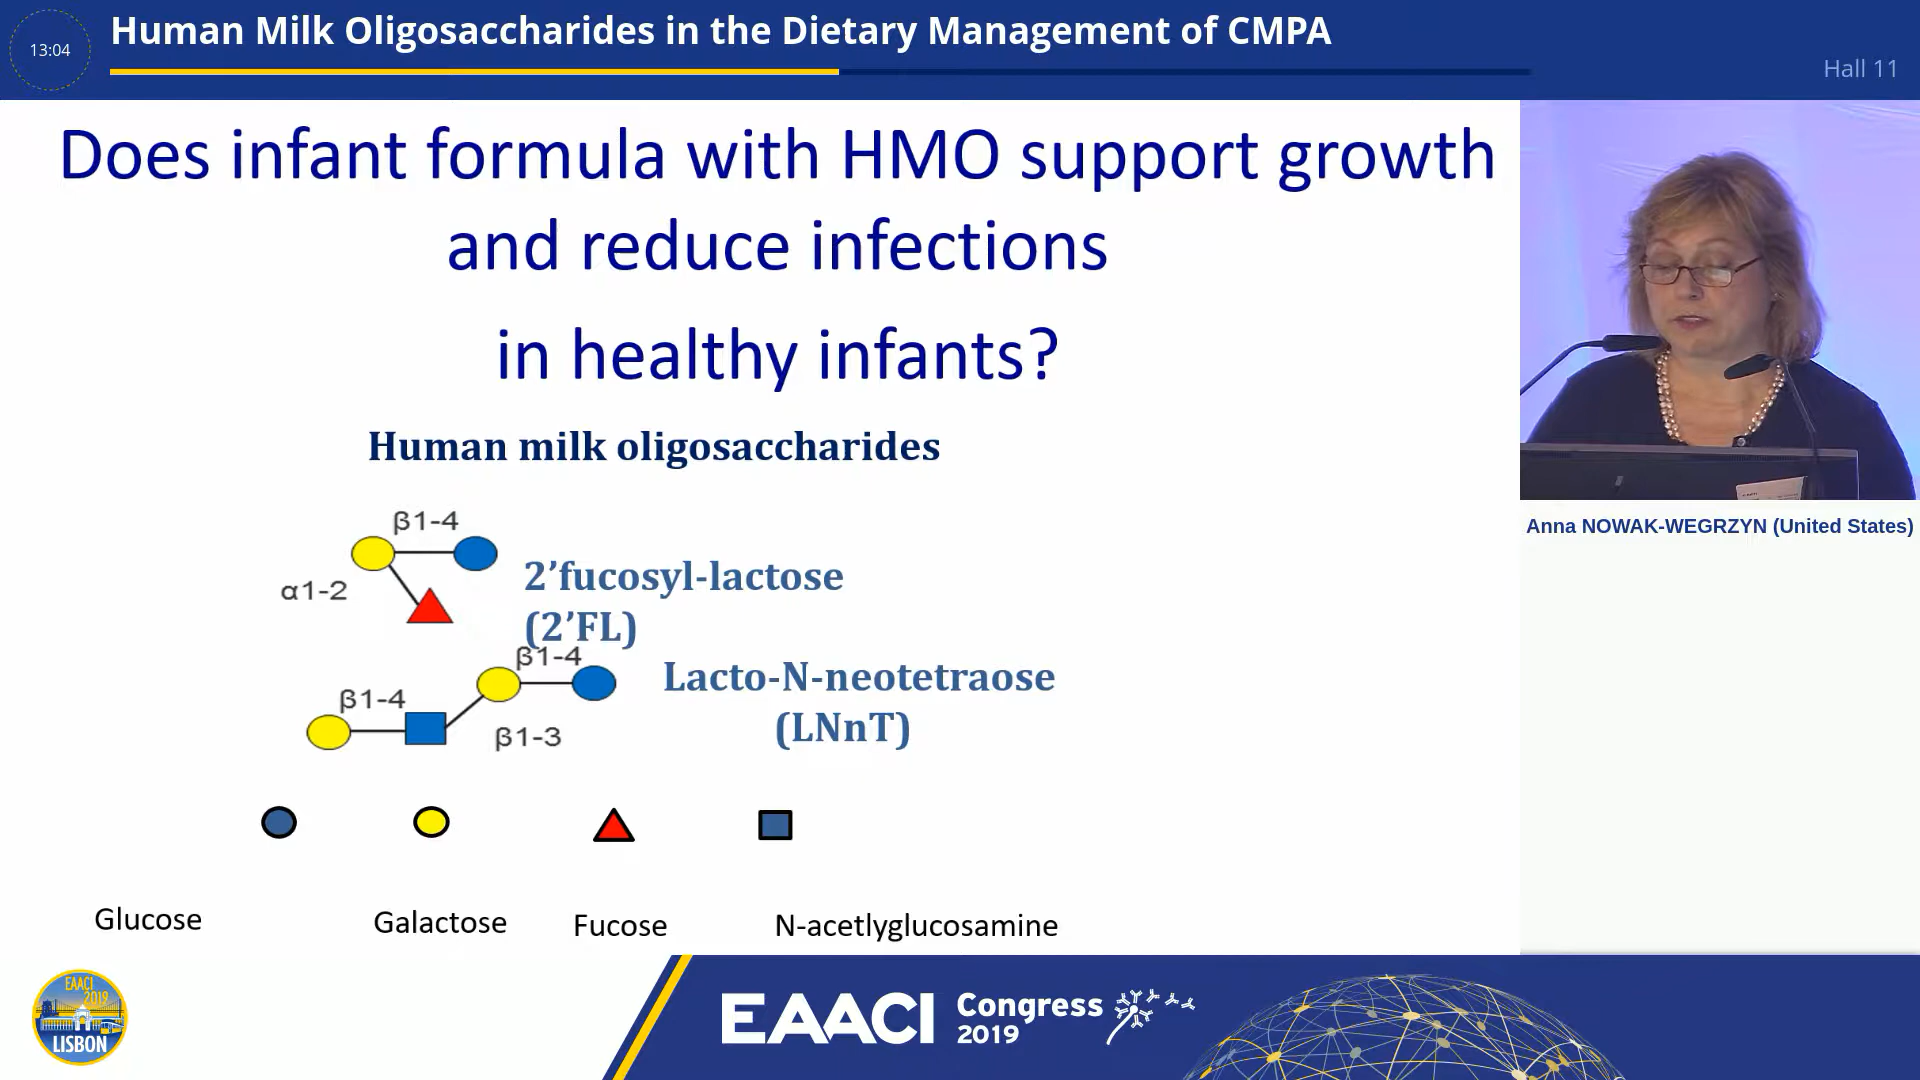 13:04
Human Milk Oligosaccharides in the Dietary Management of CMPA
Hall 11
Does infant formula with HMO support growth
and reduce infections
in healthy infants?
Human milk oligosaccharides
β1-4
α1-2
2’fucosyl-lactose
(2’FL)
β1-4
β1-4
β1-3
Lacto-N-neotetraose
(LNnT)
Glucose
Galactose
Fucose
N-acetlyglucosamine
Anna NOWAK-WEGRZYN (United States)
EAACI
2019
LISBON
EAACI Congress
2019